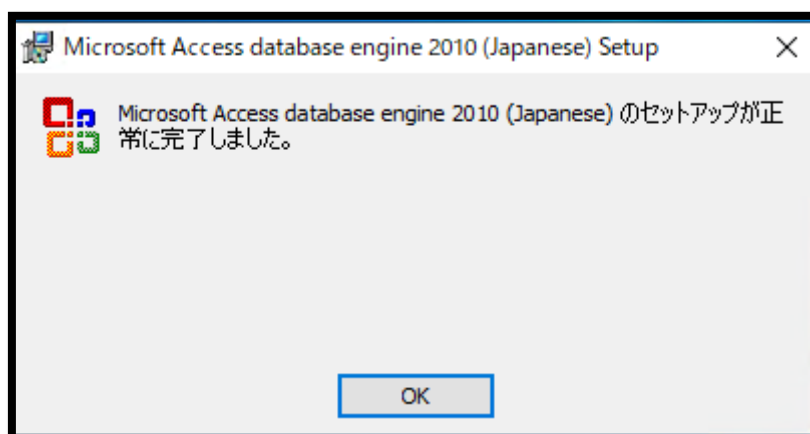 Microsoft Access database engine 2010 (Japanese) Setup
Microsoft Access database engine 2010 (Japanese) のセットアップが正
常に完了しました。
OK